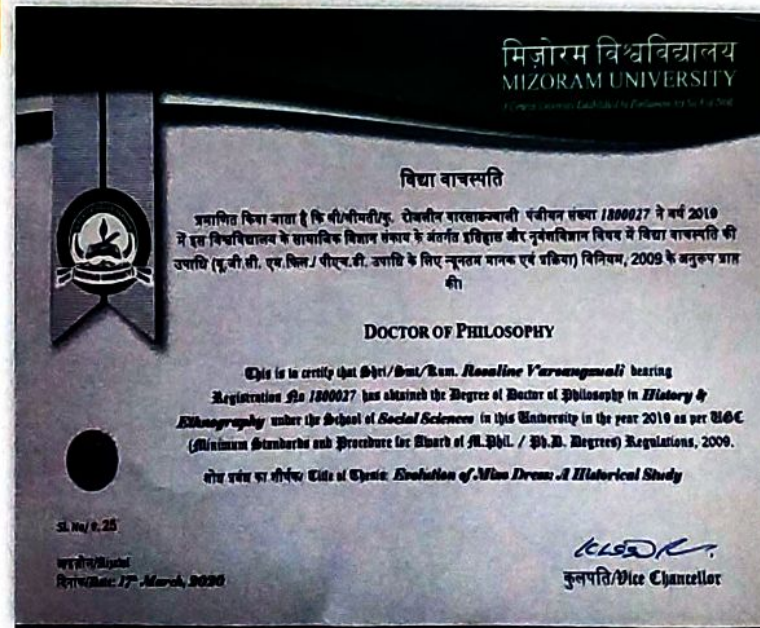 मिज़ोरम विश्वविद्यालय
MIZORAM UNIVERSITY
विद्या वाचस्पति
प्रमाणित किया जाता है कि श्री/श्रीमती/कु. पंजीयन संख्या 1800027 ने वर्ष 2019
में इस विश्वविद्यालय के सामाजिक विज्ञान संकाय के अंतर्गत इतिहास और नृवंशविज्ञान विषय में विद्या वाचस्पति की
उपाधि (यू.जी.सी. एम.फिल./ पीएच.डी. उपाधि के लिए न्यूनतम मानक एवं प्रक्रिया) विनियम, 2009 के अनुरूप प्राप्त
की।
DOCTOR OF PHILOSOPHY
This is to certify that Shri/Smt/Kum. Rosaline Varsangzuali bearing
Registration No 1800027 has obtained the Degree of Doctor of Philosophy in History &
Ethnography under the School of Social Sciences in this University in the year 2019 as per UGC
(Minimum Standards and Procedure for Award of M.Phil. / Ph.D. Degrees) Regulations, 2009.
शोध प्रबंध का शीर्षक/ Title of Thesis: Evolution of Mizo Dress: A Historical Study
Sl. No/ क्र. 25
दिनांक/Date: 17th March, 2020
कुलपति/Vice Chancellor